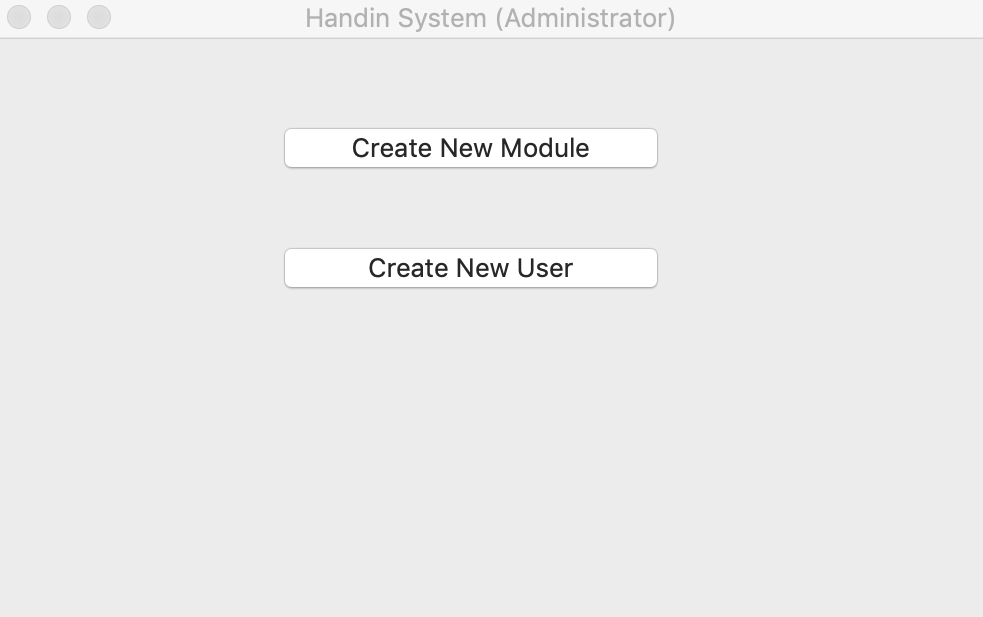 Handin System (Administrator)
Create New Module
Create New User